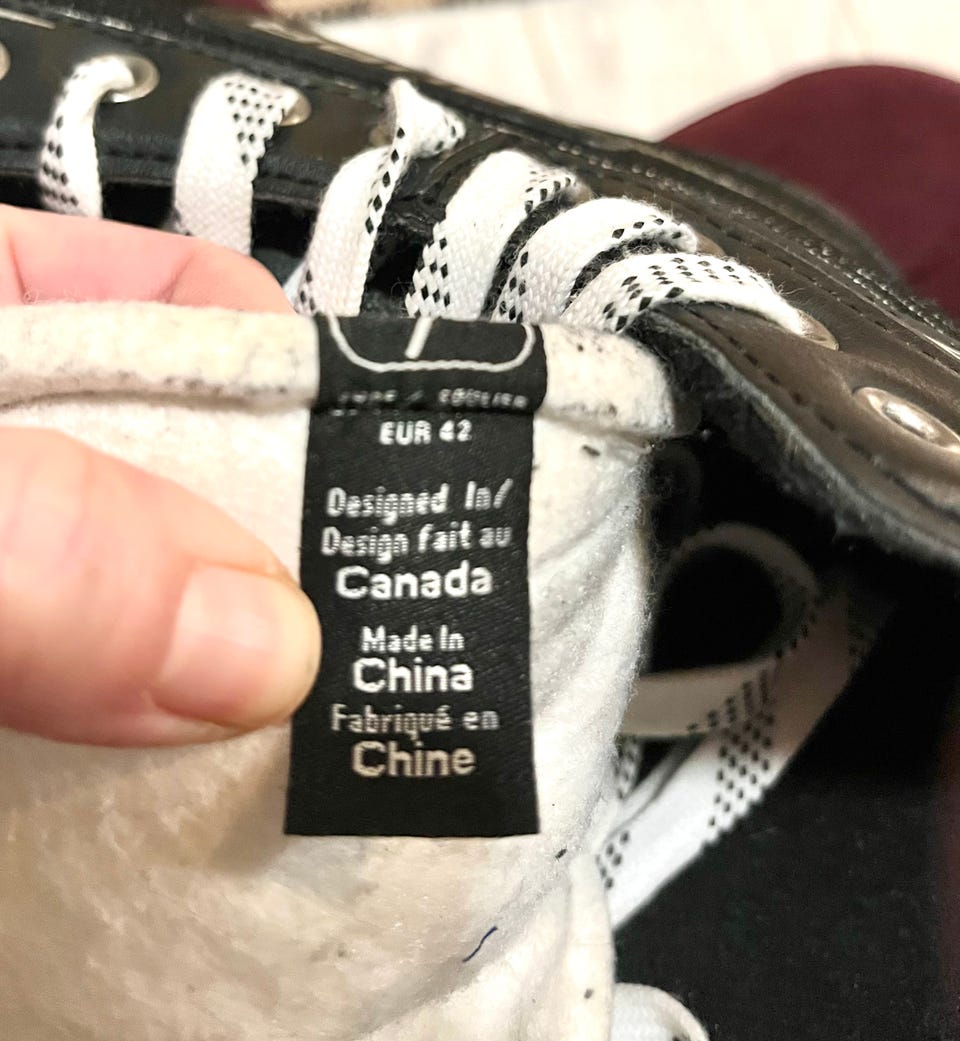 EUR 42
Designed In/
Design fait au
Canada
Made In
China
Fabriqué en
Chine